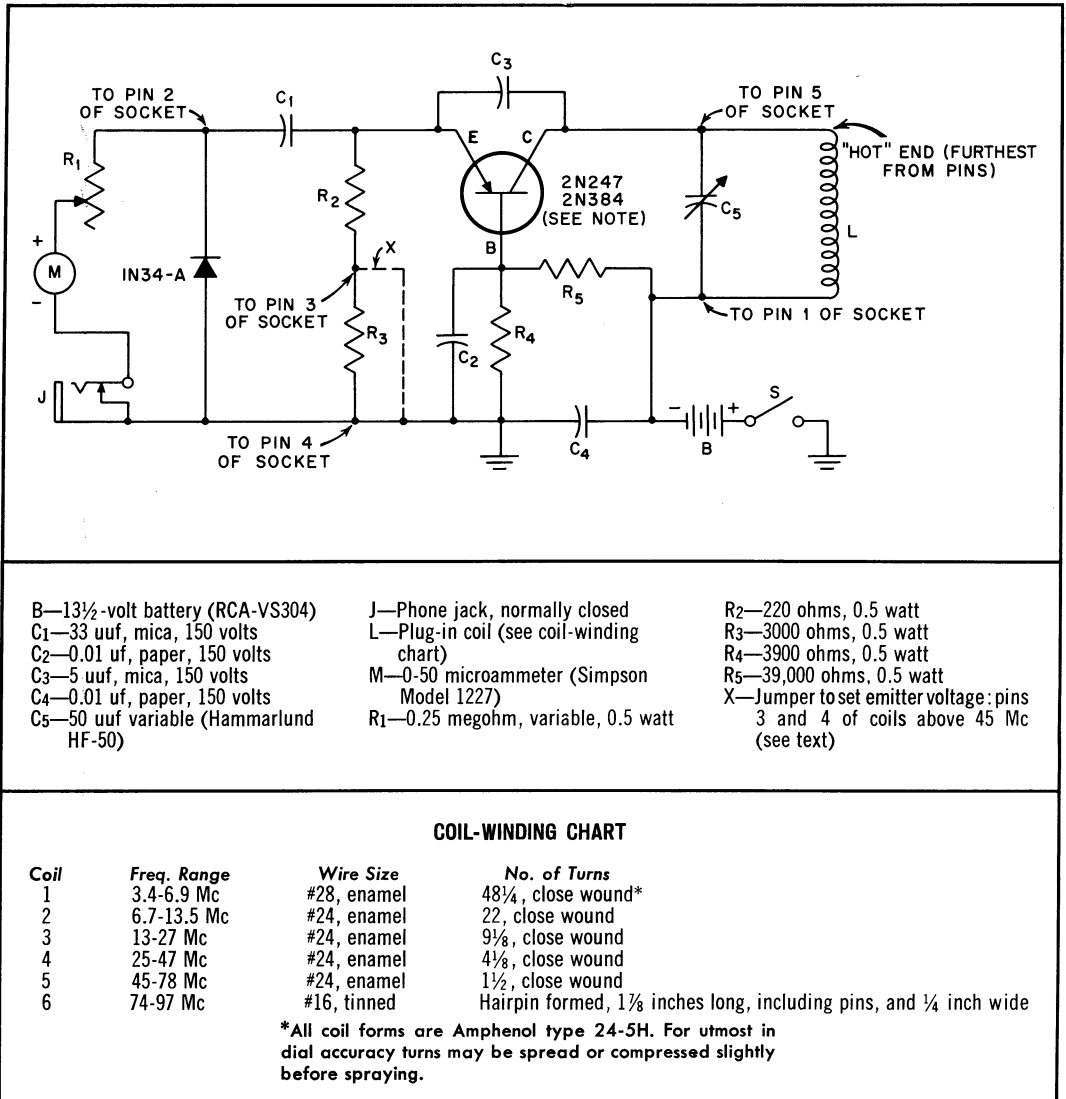 C3
TO PIN 2
OF SOCKET
C1
TO PIN 5
OF SOCKET
"HOT" END (FURTHEST
FROM PINS)
R1
E
C
2N247
2N384
(SEE NOTE)
R2
C5
L
B
X
+
M
-
IN34-A
TO PIN 3
OF SOCKET
R5
TO PIN 1 OF SOCKET
R3
C2
R4
J
S
- +
TO PIN 4
OF SOCKET
C4
B
B—13½-volt battery (RCA-VS304)
C1—33 uuf, mica, 150 volts
C2—0.01 uf, paper, 150 volts
C3—5 uuf, mica, 150 volts
C4—0.01 uf, paper, 150 volts
C5—50 uuf variable (Hammarlund
HF-50)
J—Phone jack, normally closed
L—Plug-in coil (see coil-winding
chart)
M—0-50 microammeter (Simpson
Model 1227)
R1—0.25 megohm, variable, 0.5 watt
R2—220 ohms, 0.5 watt
R3—3000 ohms, 0.5 watt
R4—3900 ohms, 0.5 watt
R5—39,000 ohms, 0.5 watt
X—Jumper to set emitter voltage: pins
3 and 4 of coils above 45 Mc
(see text)
COIL-WINDING CHART
Coil Freq. Range Wire Size No. of Turns
1 3.4-6.9 Mc #28, enamel 48¼, close wound*
2 6.7-13.5 Mc #24, enamel 22, close wound
3 13-27 Mc #24, enamel 9⅛, close wound
4 25-47 Mc #24, enamel 4⅛, close wound
5 45-78 Mc #24, enamel 1½, close wound
6 74-97 Mc #16, tinned Hairpin formed, 1⅞ inches long, including pins, and ¼ inch wide
*All coil forms are Amphenol type 24-5H. For utmost in
dial accuracy turns may be spread or compressed slightly
before spraying.